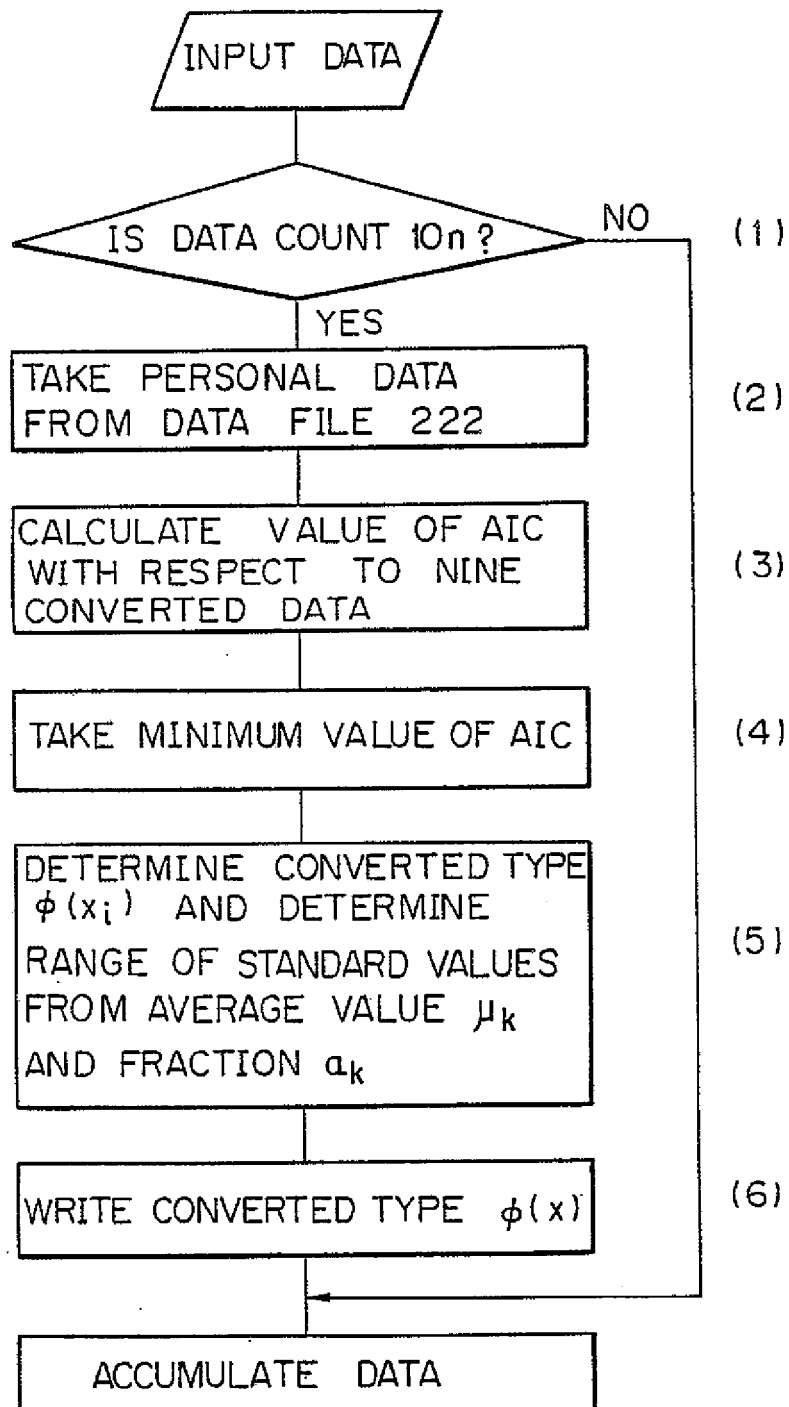 INPUT DATA
IS DATA COUNT 10n?
NO
(1)
YES
TAKE PERSONAL DATA
FROM DATA FILE 222
(2)
CALCULATE VALUE OF AIC
WITH RESPECT TO NINE
CONVERTED DATA
(3)
TAKE MINIMUM VALUE OF AIC
(4)
DETERMINE CONVERTED TYPE
ϕ(xi) AND DETERMINE
RANGE OF STANDARD VALUES
FROM AVERAGE VALUE μk
AND FRACTION ak
(5)
WRITE CONVERTED TYPE ϕ(x)
(6)
ACCUMULATE DATA